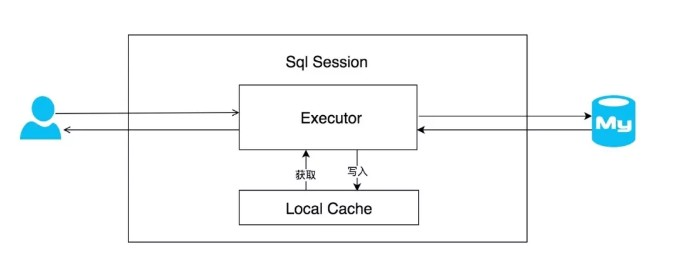 Sql Session
Executor
My
获取
写入
Local Cache